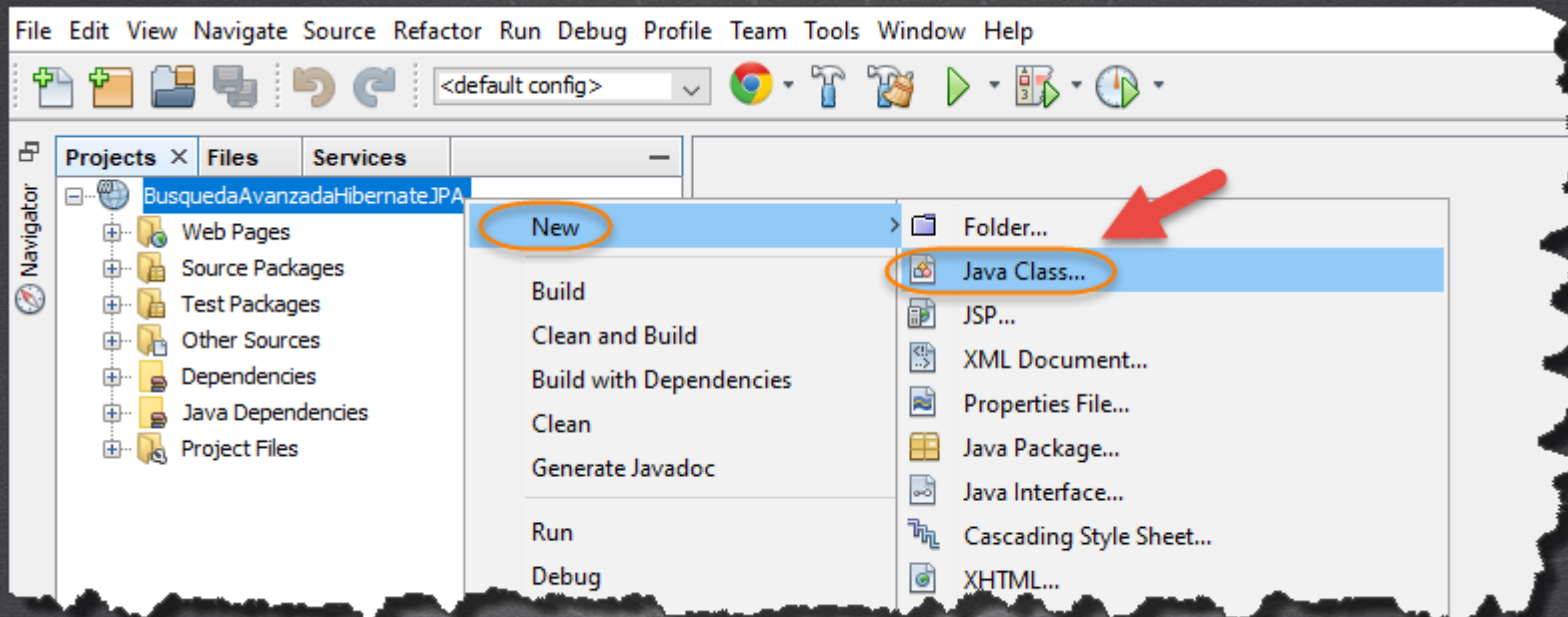 File Edit View Navigate Source Refactor Run Debug Profile Team Tools Window Help
<default config>
Projects Files Services
Navigator
BusquedaAvanzadaHibernateJPA
Web Pages
Source Packages
Test Packages
Other Sources
Dependencies
Java Dependencies
Project Files
New
Build
Clean and Build
Build with Dependencies
Clean
Generate Javadoc
Run
Debug
Folder...
Java Class...
JSP...
XML Document...
Properties File...
Java Package...
Java Interface...
Cascading Style Sheet...
XHTML...